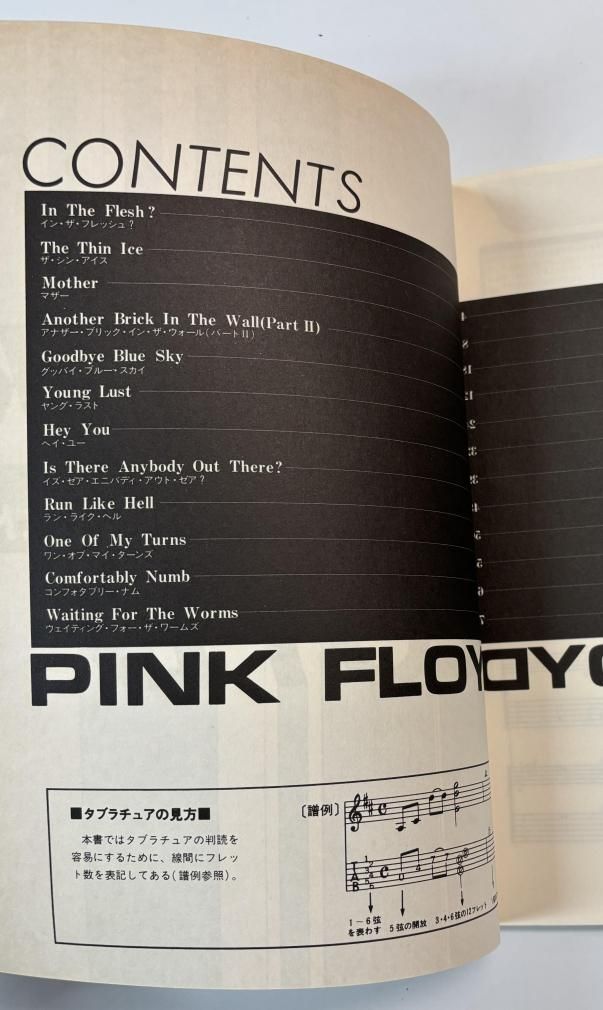 CONTENTS
In The Flesh?
イン・ザ・フレッシュ?
The Thin Ice
ザ・シン・アイス
Mother
マザー
Another Brick In The Wall(Part II)
アナザー・ブリック・イン・ザ・ウォール(パートII)
Goodbye Blue Sky
グッバイ・ブルー・スカイ
Young Lust
ヤング・ラスト
Hey You
ヘイ・ユー
Is There Anybody Out There?
イズ・ゼア・エニバディ・アウト・ゼア?
Run Like Hell
ラン・ライク・ヘル
One Of My Turns
ワン・オブ・マイ・ターンズ
Comfortably Numb
コンフォタブリー・ナム
Waiting For The Worms
ウェイティング・フォー・ザ・ワームズ
PINK FLOY
■タブラチュアの見方■
本書ではタブラチュアの判読を
容易にするために、線間にフレッ
ト数を表記してある(譜例参照)。
〔譜例〕
TAB
1～6弦
を表わす
5弦の開放
3・4・6弦の12フレット